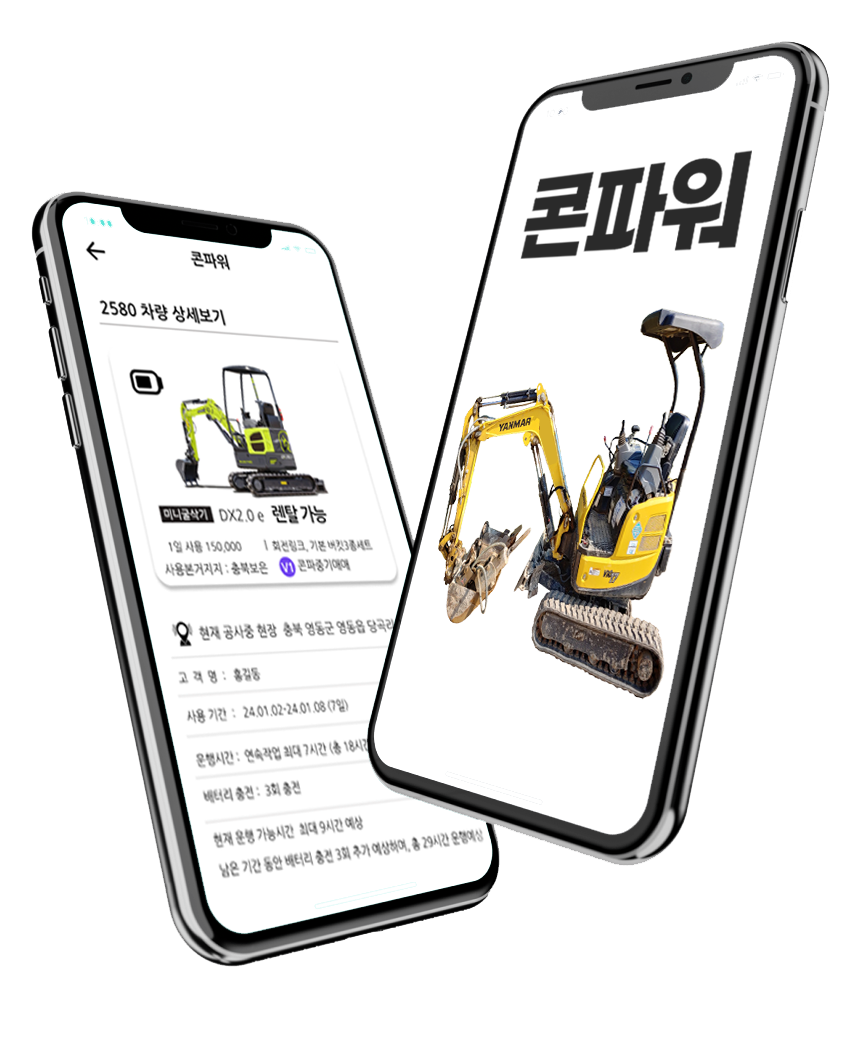 콘파워
2580 차량 상세보기
미니굴삭기 DX2.0 e 렌탈 가능
1일 사용 150,000 | 회전링크, 기본 버킷3종세트
사용본거지지 : 충북보은 V1 콘파중기매매
현재 공사중 현장 충북 영동군 영동읍 당곡리
고 객 명 : 홍길동
사용 기간 : 24.01.02-24.01.08 (7일)
운행시간 : 연속작업 최대 7시간 (총 18시간
배터리 충전 : 3회 충전
현재 운행 가능시간 최대 9시간 예상
남은 기간 동안 배터리 충전 3회 추가 예상하며, 총 29시간 운행예상
콘파워
YANMAR